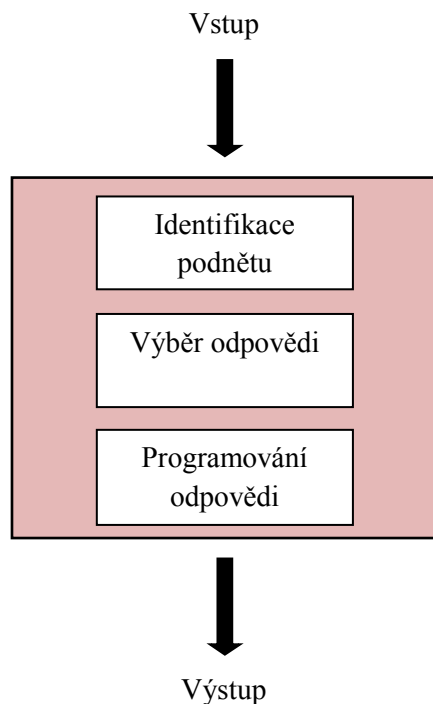 Vstup
Identifikace
podnětu
Výběr odpovědi
Programování
odpovědi
Výstup